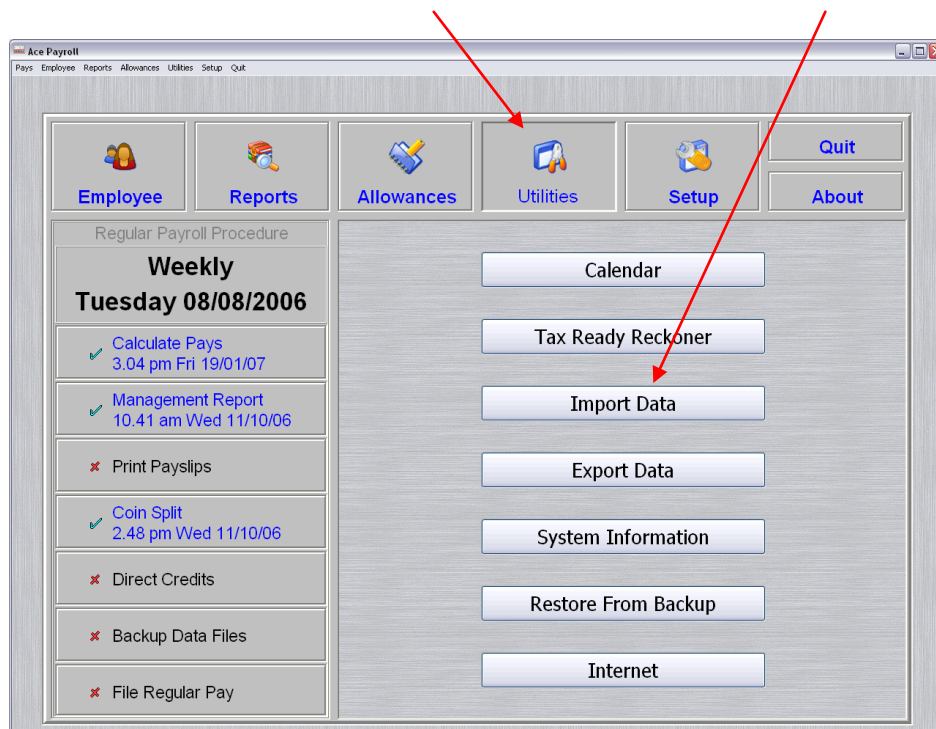 Ace Payroll
Pays Employee Reports Allowances Utilities Setup Quit
Employee
Reports
Allowances
Utilities
Setup
Quit
About
Regular Payroll Procedure
Weekly
Tuesday 08/08/2006
Calculate Pays
3.04 pm Fri 19/01/07
Management Report
10.41 am Wed 11/10/06
Print Payslips
Coin Split
2.48 pm Wed 11/10/06
Direct Credits
Backup Data Files
File Regular Pay
Calendar
Tax Ready Reckoner
Import Data
Export Data
System Information
Restore From Backup
Internet